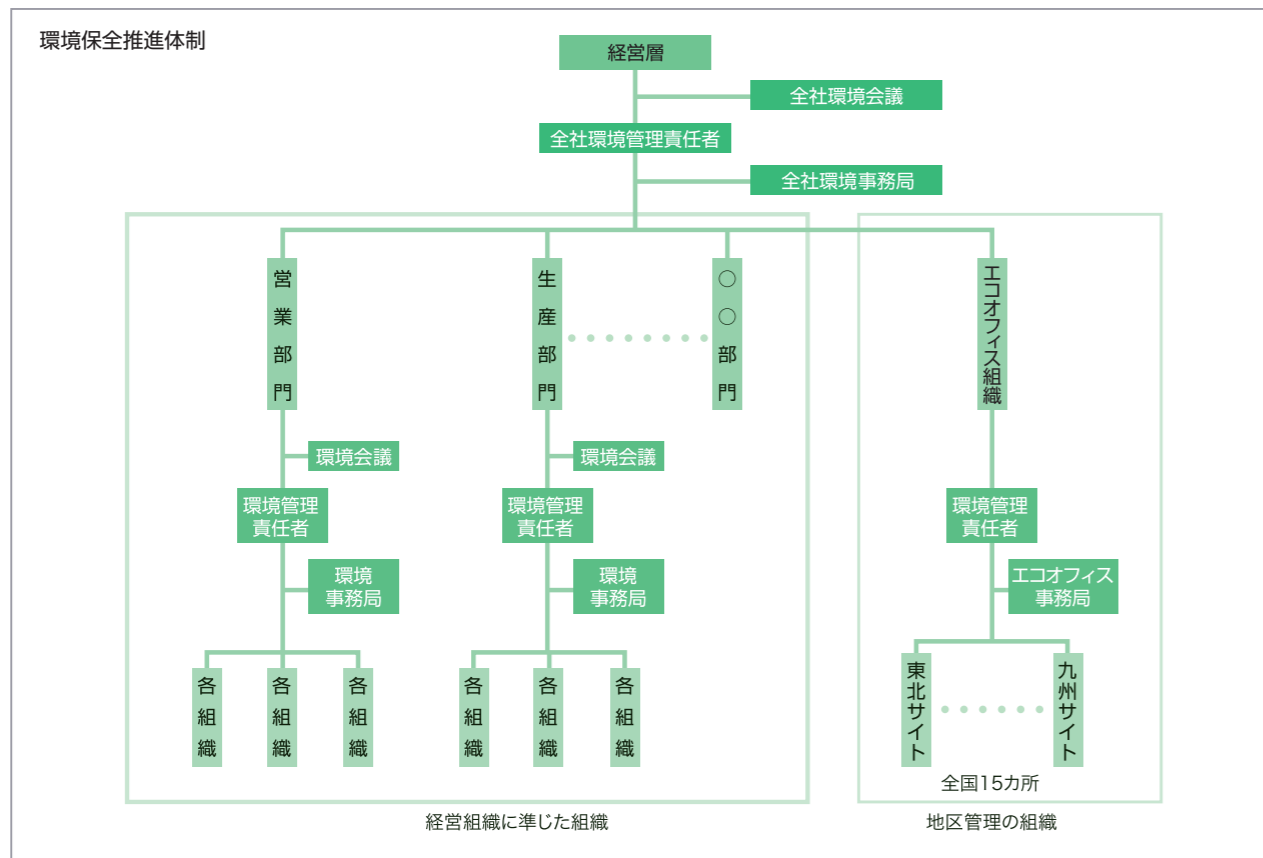 環境保全推進体制
経営層
全社環境会議
全社環境管理責任者
全社環境事務局
営業部門
生産部門
○○部門
エコオフィス組織
環境会議
環境会議
環境管理
責任者
環境管理
責任者
環境管理
責任者
環境
事務局
環境
事務局
エコオフィス
事務局
各組織
各組織
各組織
各組織
各組織
各組織
東北サイト
九州サイト
全国15カ所
経営組織に準じた組織
地区管理の組織